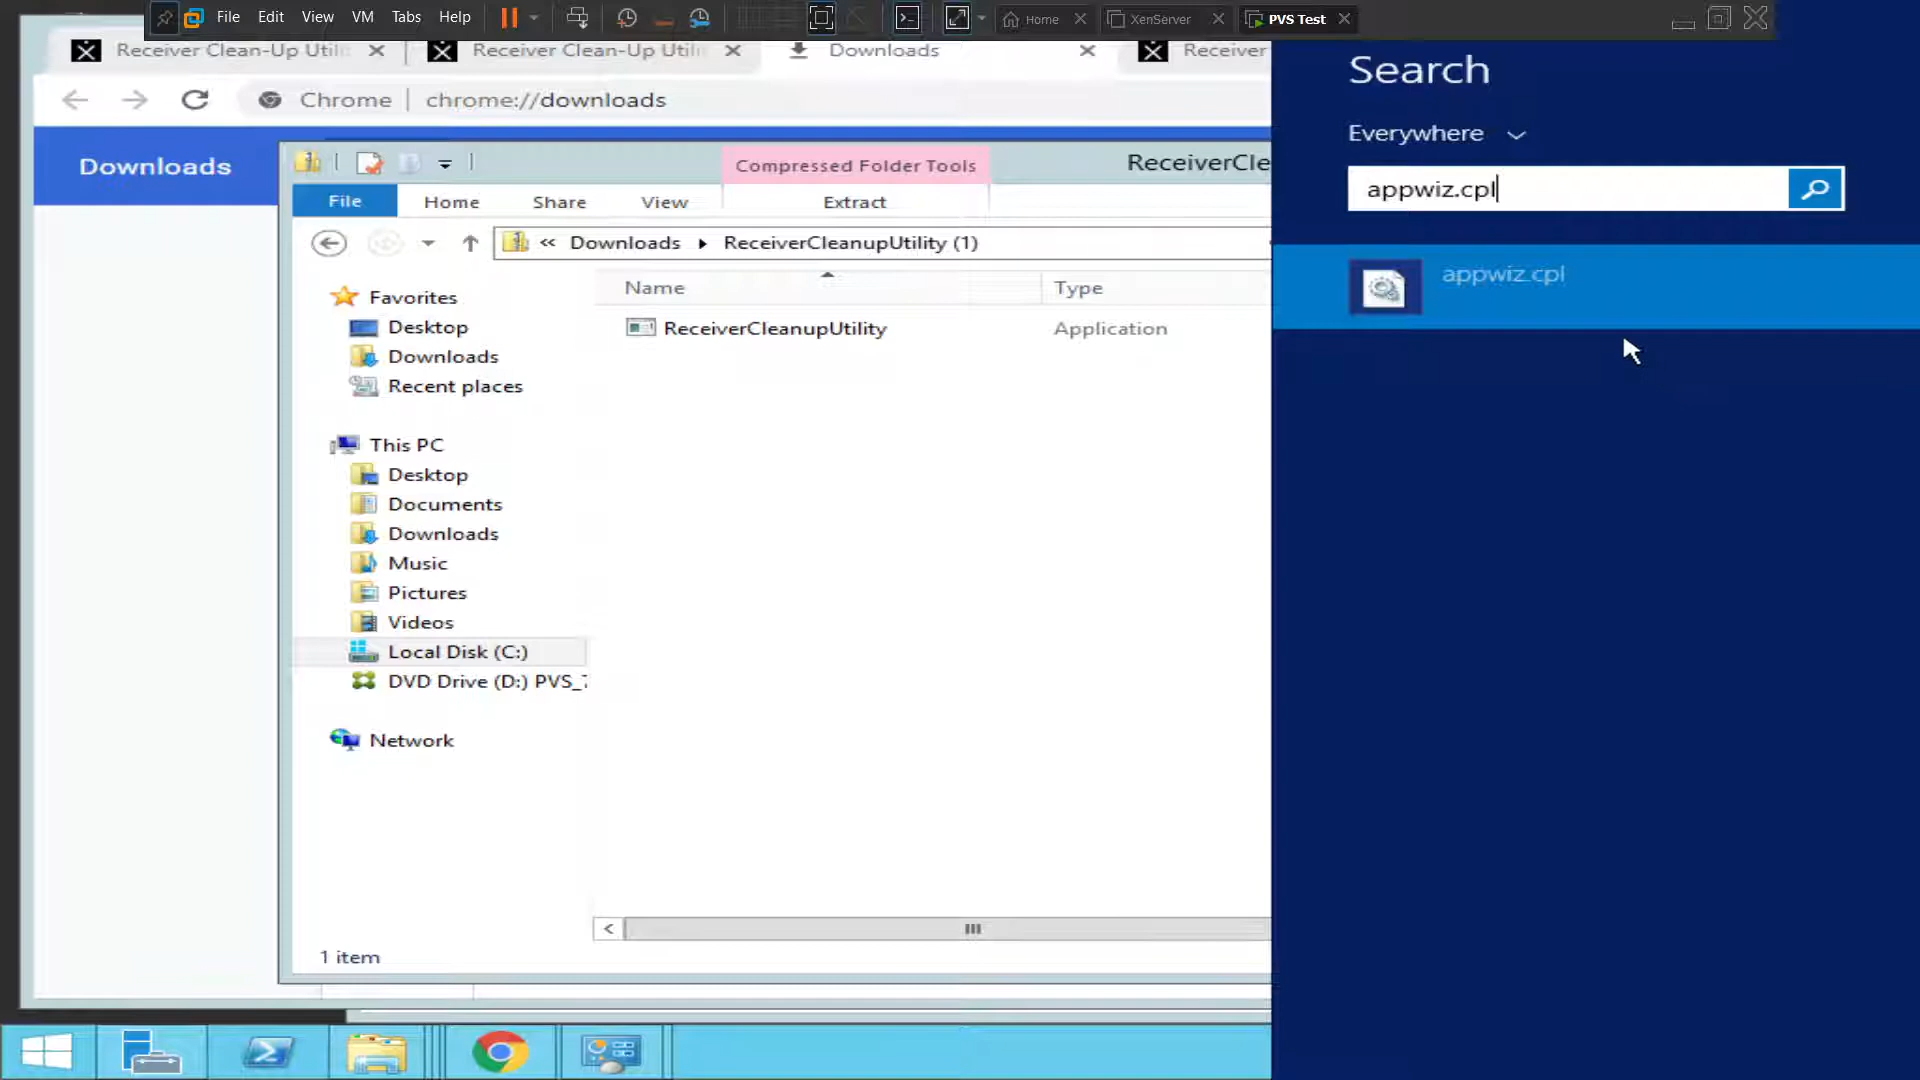 File Edit View VM Tabs Help
Home XenServer PVS Test
Receiver Clean-Up Utili Receiver Clean-Up Utili Downloads Receiver
Chrome chrome://downloads
Downloads
Compressed Folder Tools ReceiverCle
File Home Share View Extract
« Downloads ReceiverCleanupUtility (1)
Name Type
ReceiverCleanupUtility Application
Favorites
Desktop
Downloads
Recent places
This PC
Desktop
Documents
Downloads
Music
Pictures
Videos
Local Disk (C:)
DVD Drive (D:) PVS_7
Network
1 item
Search
Everywhere
appwiz.cpl
appwiz.cpl